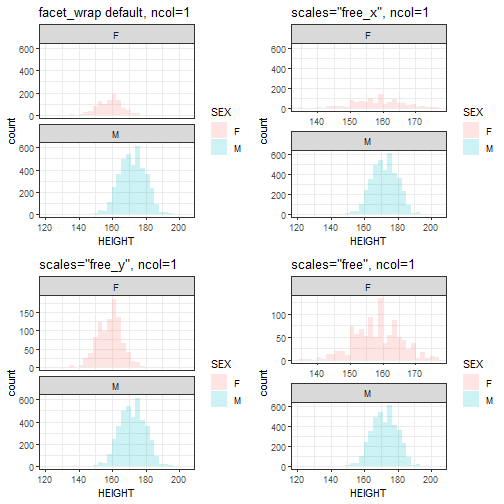 facet_wrap default, ncol=1
F
600
400
200
0
M
600
400
200
0
120 140 160 180 200
HEIGHT
count
SEX
F
M
scales="free_x", ncol=1
F
600
400
200
0
140 150 160 170
M
600
400
200
0
120 140 160 180 200
HEIGHT
count
SEX
F
M
scales="free_y", ncol=1
F
150
100
50
0
M
600
400
200
0
120 140 160 180 200
HEIGHT
count
SEX
F
M
scales="free", ncol=1
F
100
50
0
140 150 160 170
M
600
400
200
0
120 140 160 180 200
HEIGHT
count
SEX
F
M